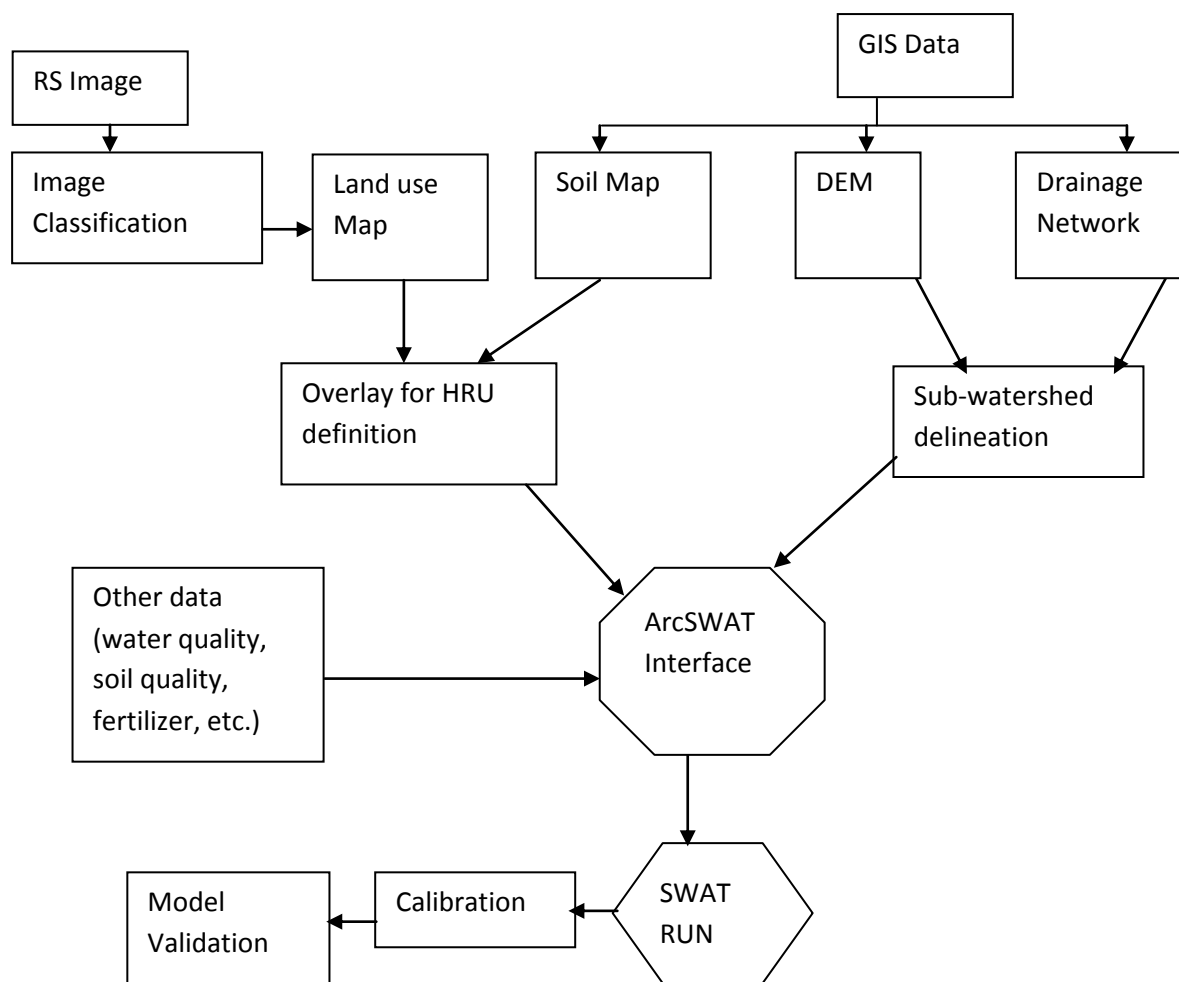 GIS Data
RS Image
Image
Classification
Land use
Map
Soil Map
DEM
Drainage
Network
Overlay for HRU
definition
Sub-watershed
delineation
Other data
(water quality,
soil quality,
fertilizer, etc.)
ArcSWAT
Interface
SWAT
RUN
Calibration
Model
Validation